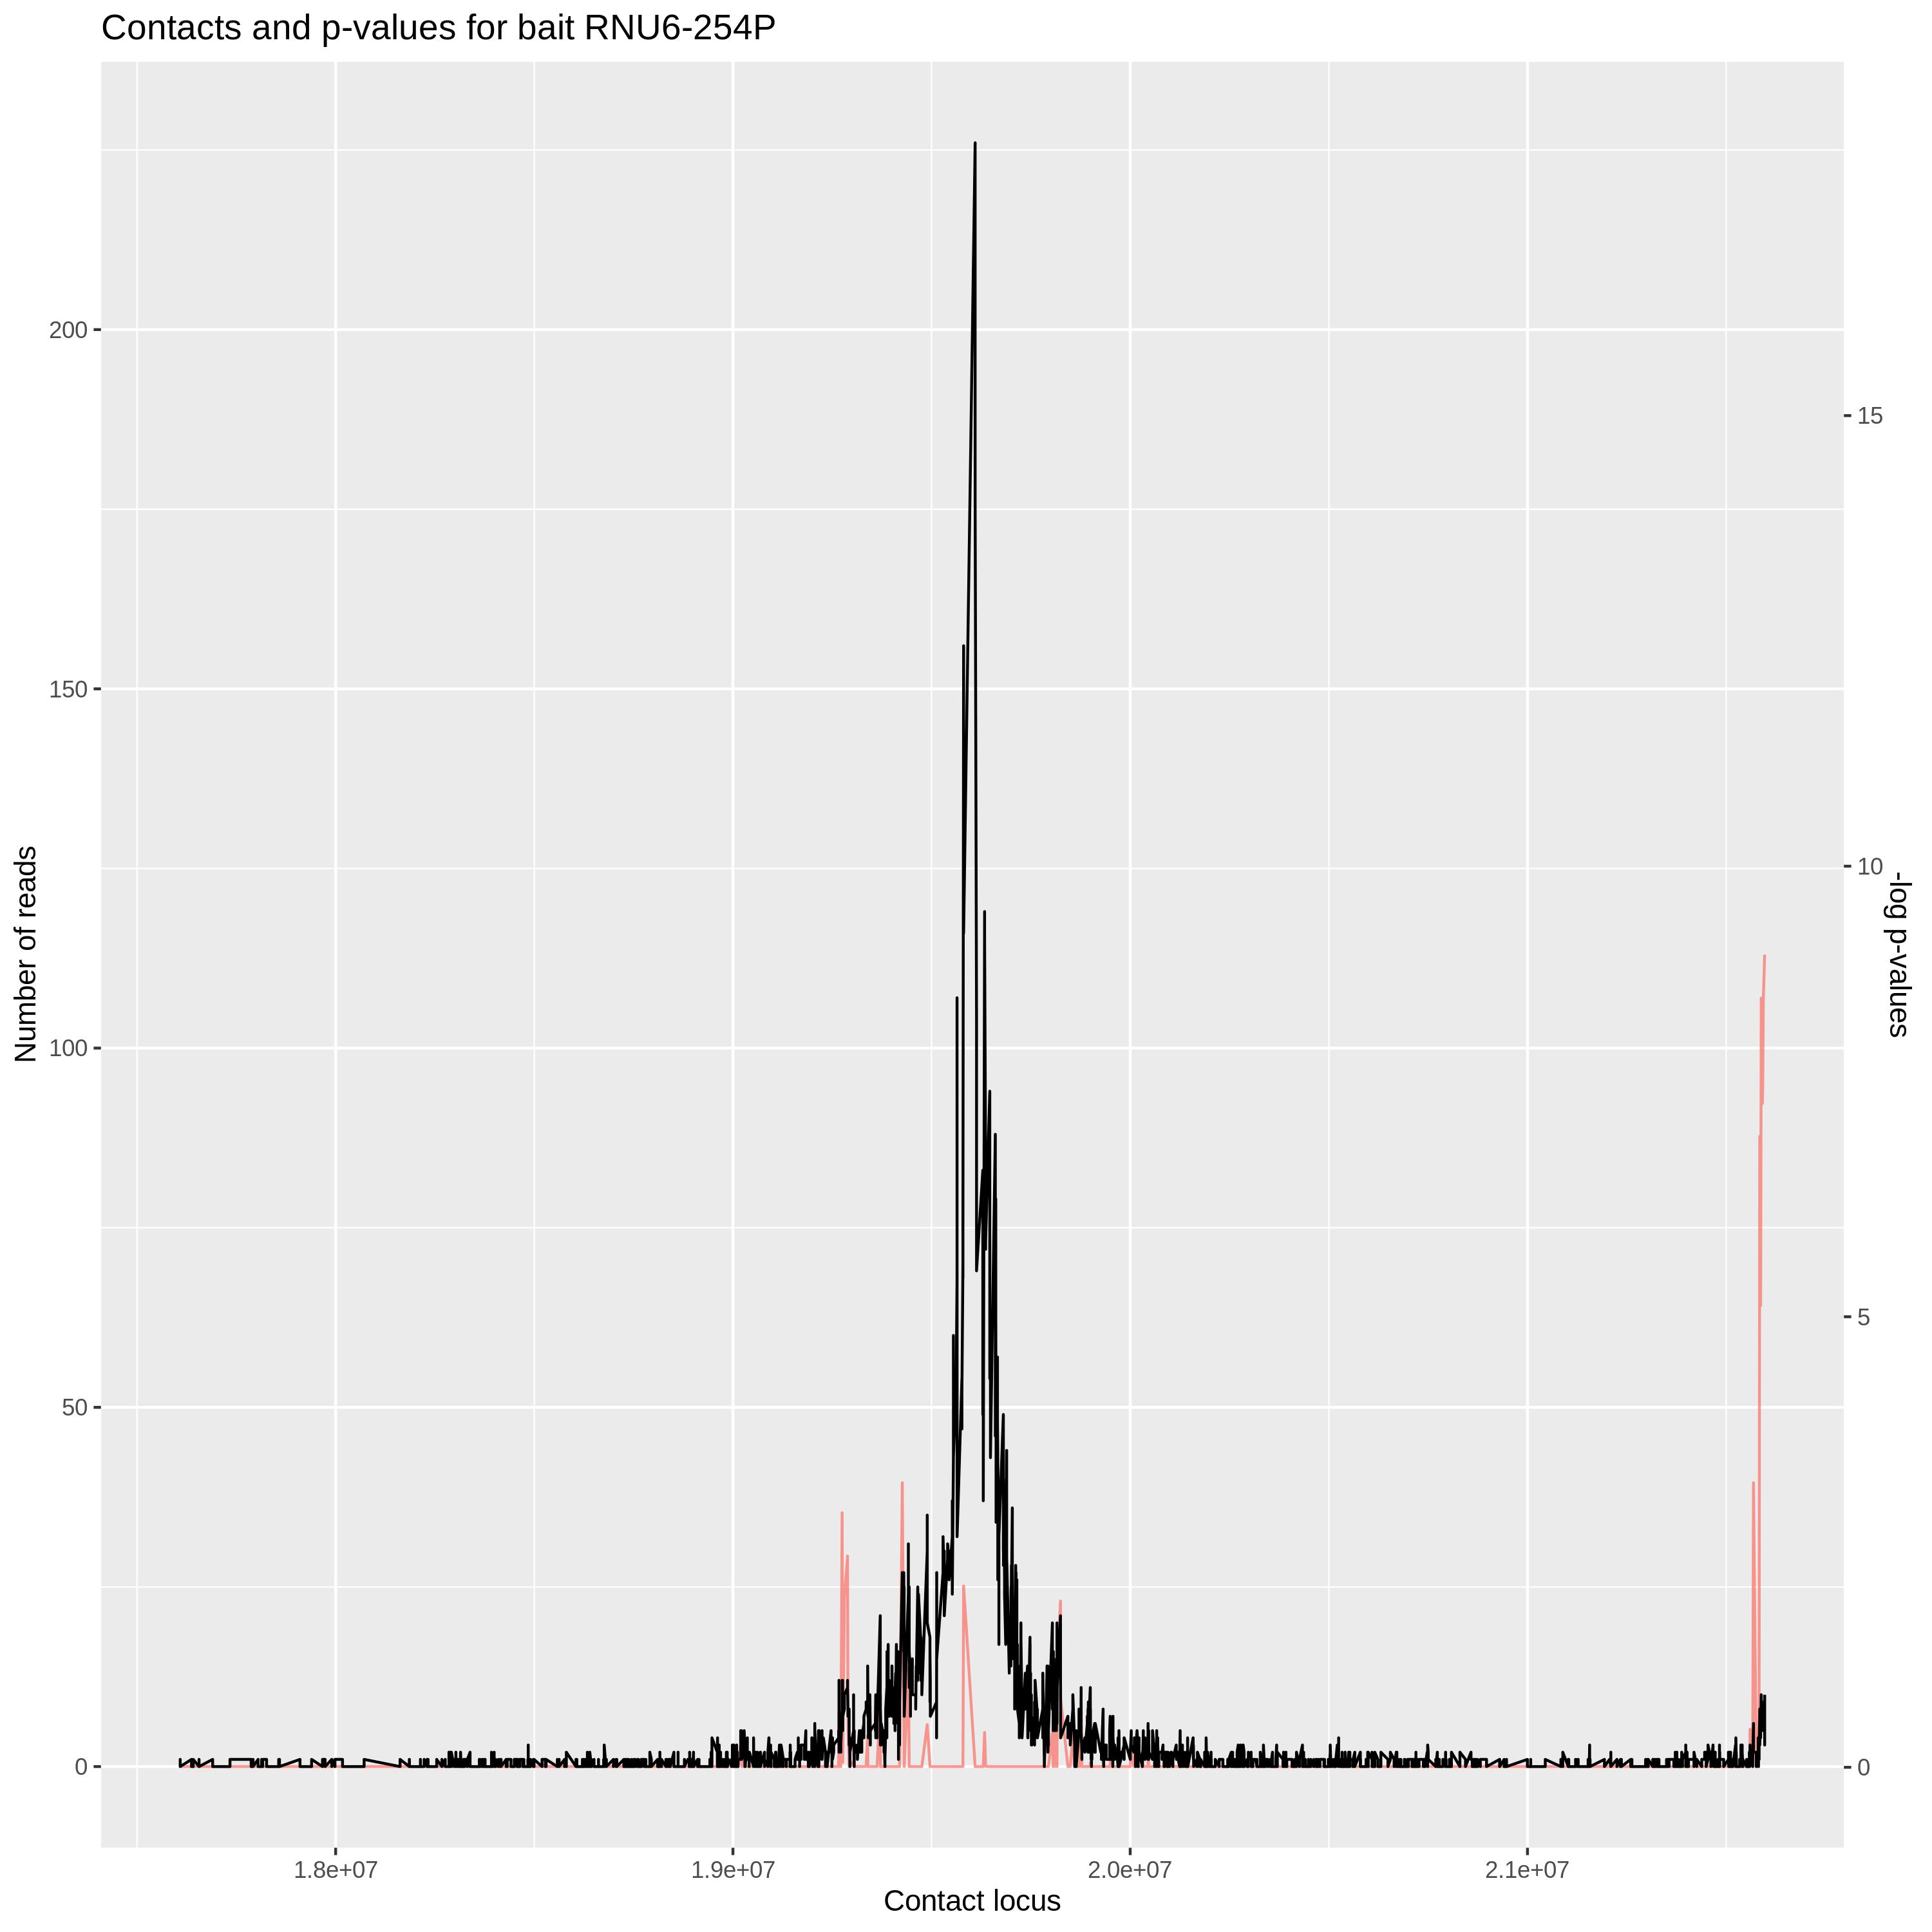 Contacts and p-values for bait RNU6-254P
200
150
100
50
0
Number of reads
15
10
5
0
-log p-values
1.8e+07 1.9e+07 2.0e+07 2.1e+07
Contact locus